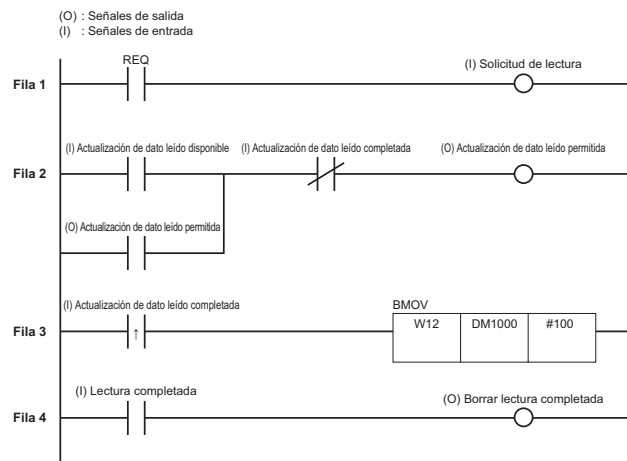 (O) : Señales de salida
(I) : Señales de entrada
REQ
(I) Solicitud de lectura
Fila 1
(I) Actualización de dato leído disponible
(I) Actualización de dato leído completada
(O) Actualización de dato leído permitida
Fila 2
(O) Actualización de dato leído permitida
(I) Actualización de dato leído completada
BMOV
Fila 3
↑
W12
DM1000
#100
(I) Lectura completada
(O) Borrar lectura completada
Fila 4